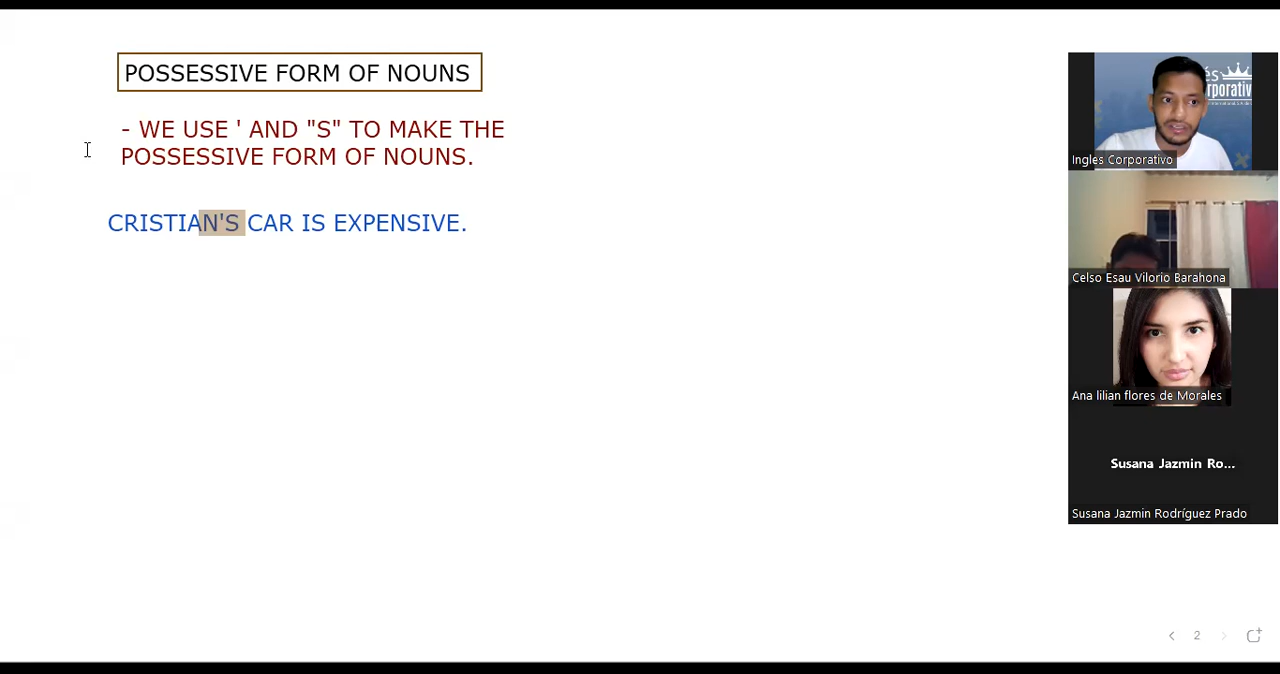 POSSESSIVE FORM OF NOUNS
- WE USE ' AND "S" TO MAKE THE
POSSESSIVE FORM OF NOUNS.
CRISTIAN'S CAR IS EXPENSIVE.
Ingles Corporativo
Celso Esau Vilorio Barahona
Ana lilian flores de Morales
Susana Jazmin Ro...
Susana Jazmin Rodríguez Prado
2